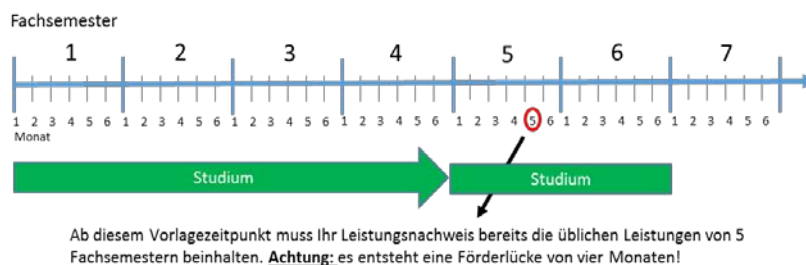 Fachsemester
1 2 3 4 5 6 7
1 2 3 4 5 6 1 2 3 4 5 6 1 2 3 4 5 6 1 2 3 4 5 6 1 2 3 4 5 6 1 2 3 4 5 6 1 2 3 4 5 6
Monat
Studium Studium
Ab diesem Vorlagezeitpunkt muss Ihr Leistungsnachweis bereits die üblichen Leistungen von 5
Fachsemestern beinhalten. Achtung: es entsteht eine Förderlücke von vier Monaten!